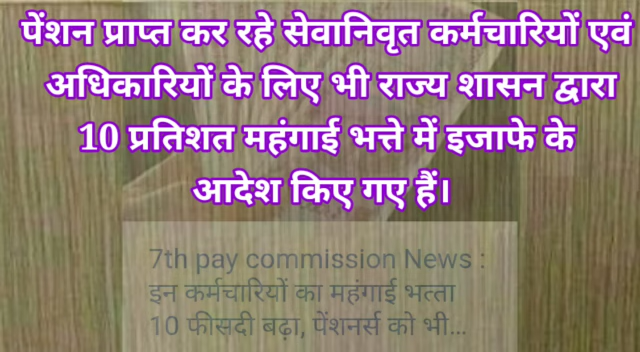 पेंशन प्राप्त कर रहे सेवानिवृत कर्मचारियों एवं
अधिकारियों के लिए भी राज्य शासन द्वारा
10 प्रतिशत महंगाई भत्ते में इजाफे के
आदेश किए गए हैं।
7th pay commission News :
इन कर्मचारियों का महंगाई भत्ता
10 फीसदी बढ़ा, पेंशनर्स को भी...